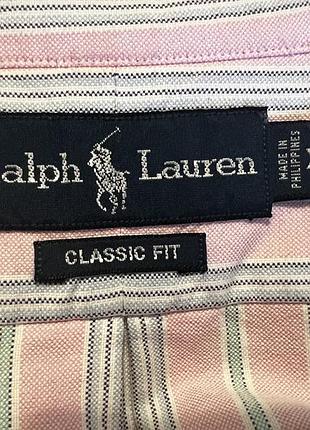 alph Lauren
MADE IN
PHILIPPINES
CLASSIC FIT